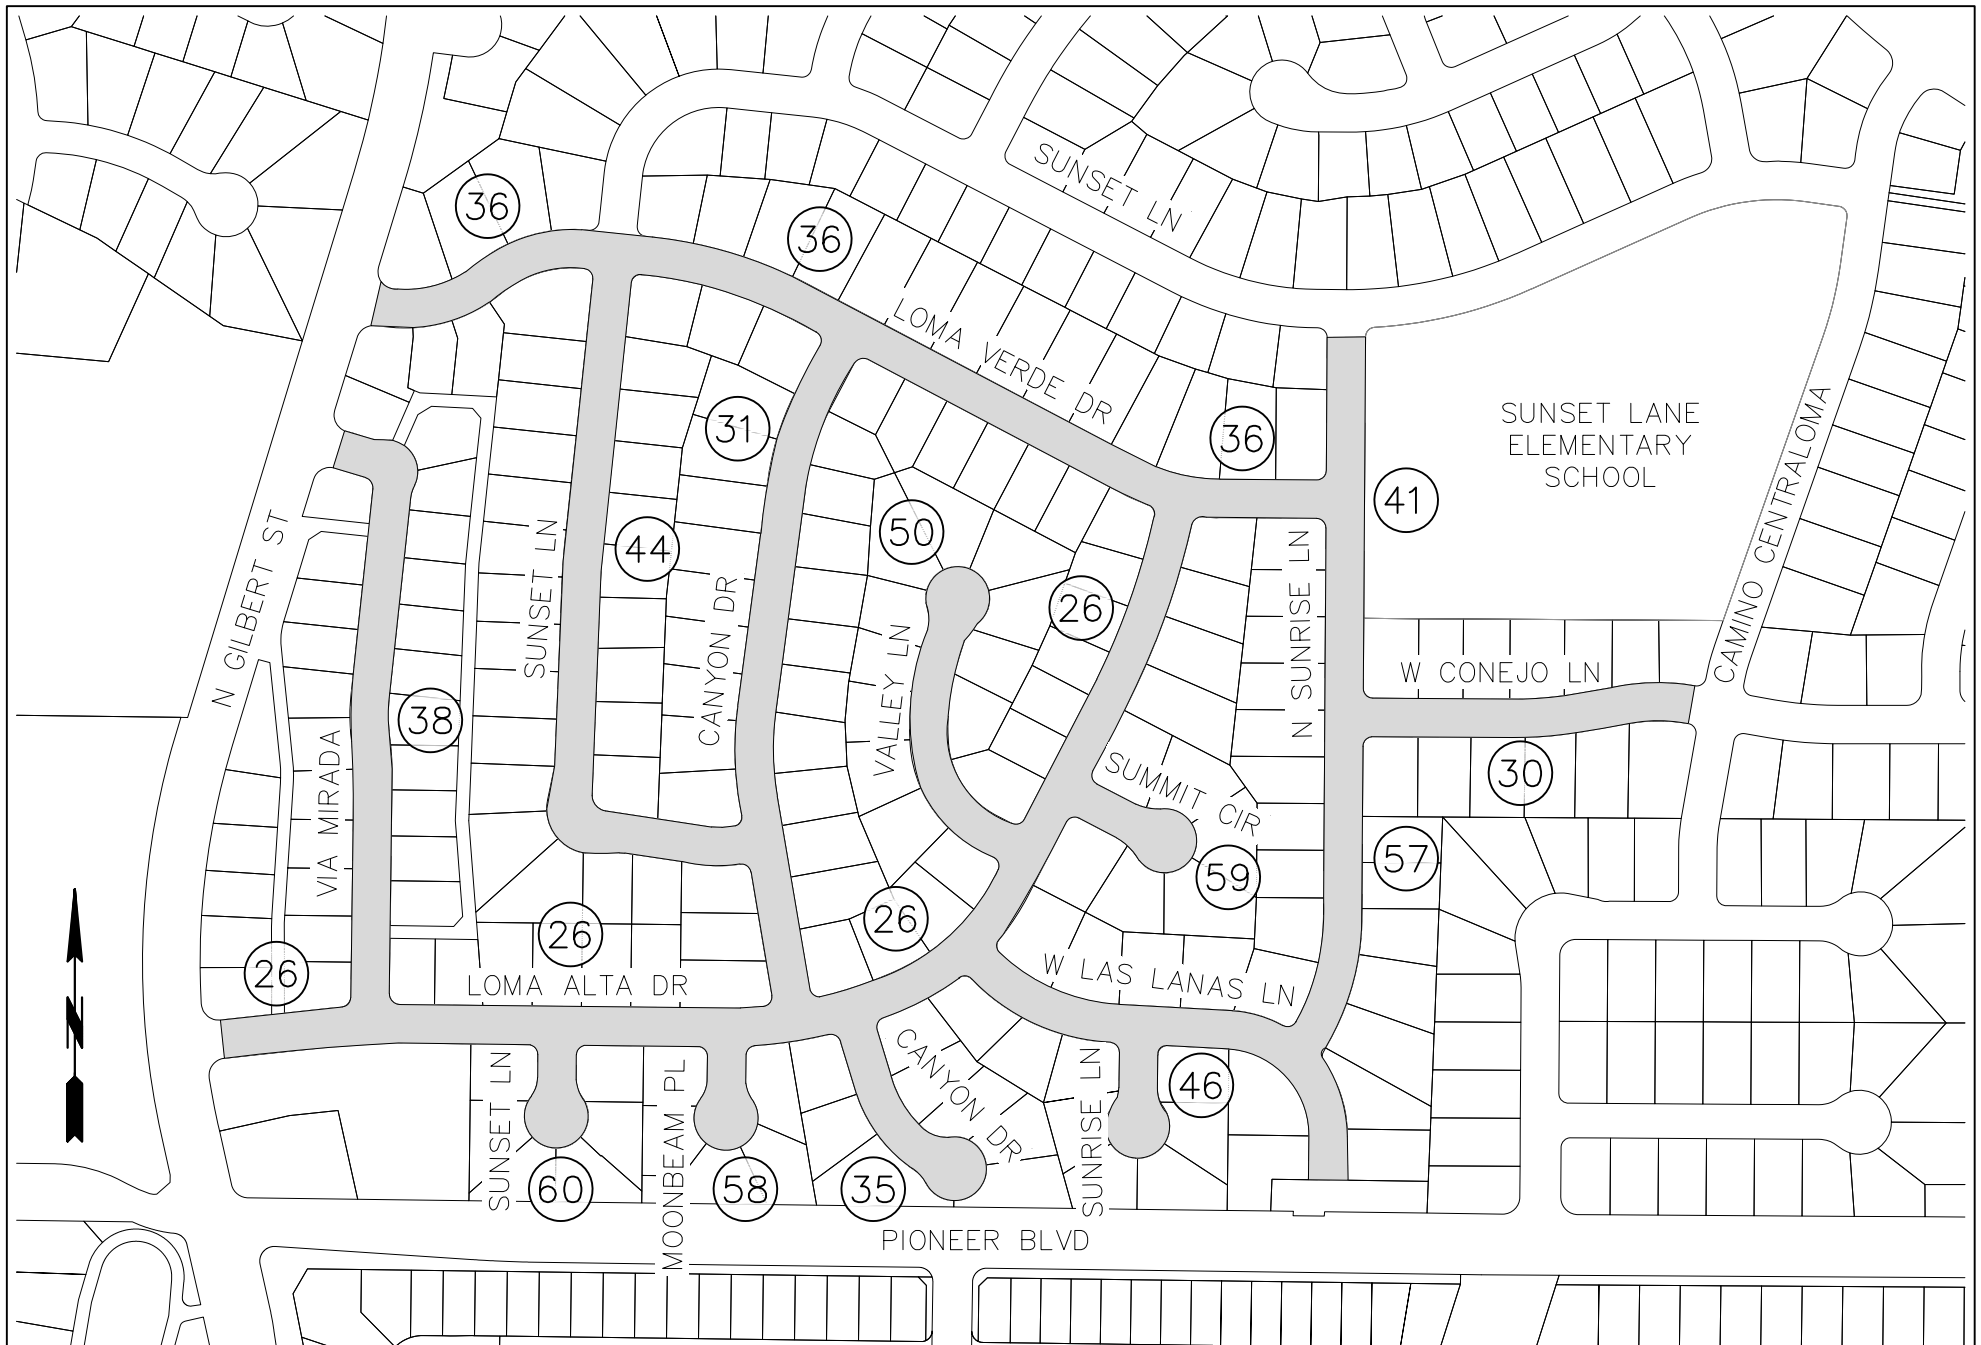 SUNSET LN
36
36
LOMA VERDE DR
31
36
SUNSET LANE
ELEMENTARY
SCHOOL
41
50
44
26
N GILBERT ST
SUNSET LN
CANYON DR
VALLEY LN
N SUNRISE LN
CAMINO CENTRALOMA
W CONEJO LN
38
VIA MIRADA
SUMMIT CIR
30
57
59
26
26
26
LOMA ALTA DR
W LAS LANAS LN
N
SUNSET LN
MOONBEAM PL
CANYON DR
SUNRISE LN
46
60
58
35
PIONEER BLVD